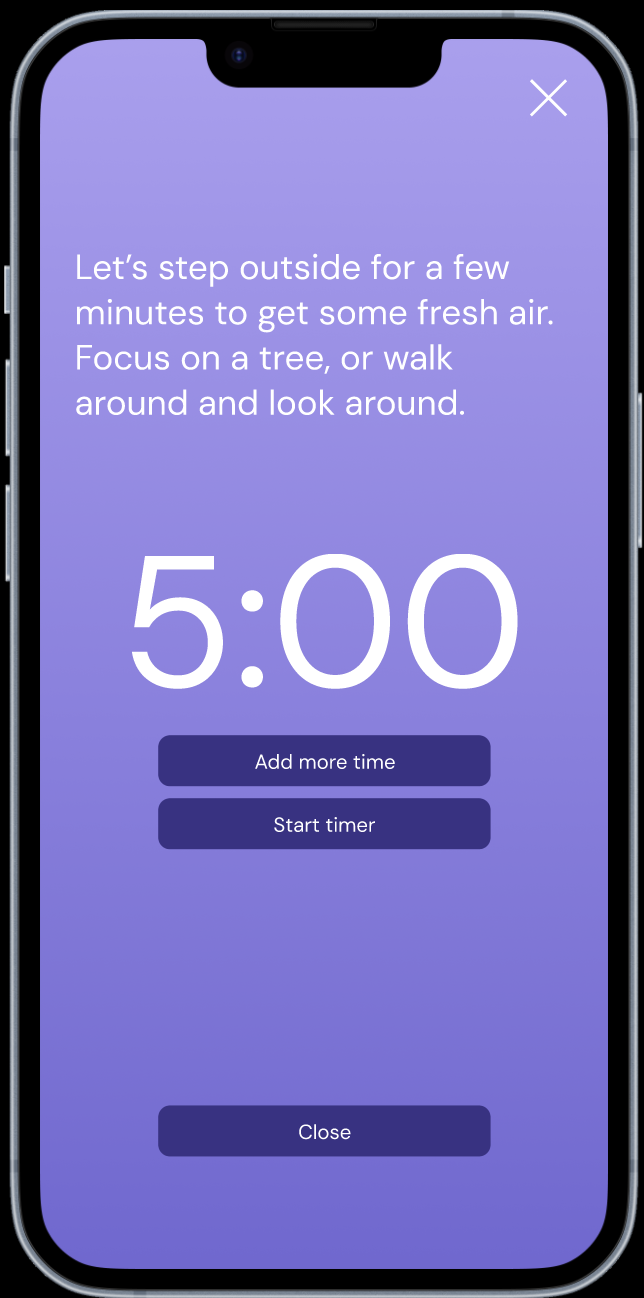 Let’s step outside for a few
minutes to get some fresh air.
Focus on a tree, or walk
around and look around.
5:00
Add more time
Start timer
Close